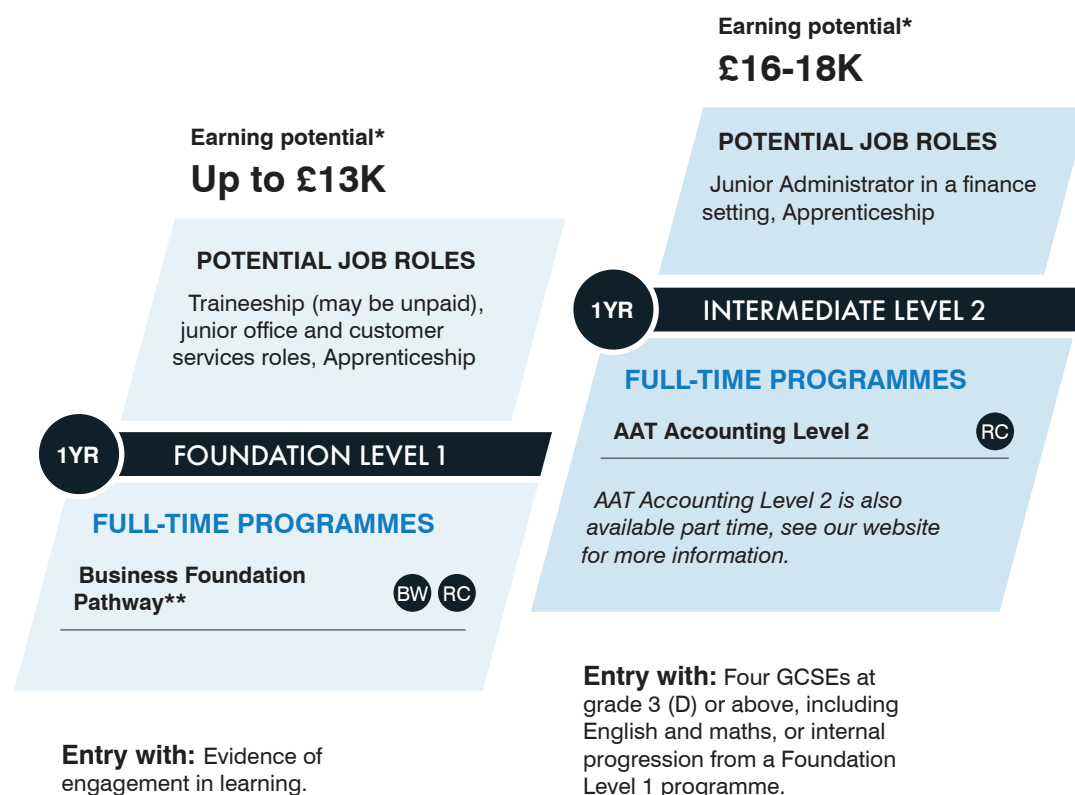 Earning potential*
Up to £13K
POTENTIAL JOB ROLES
Traineeship (may be unpaid),
junior office and customer
services roles, Apprenticeship
1YR
FOUNDATION LEVEL 1
FULL-TIME PROGRAMMES
Business Foundation
Pathway** BW RC
Entry with: Evidence of
engagement in learning.
Earning potential*
£16-18K
POTENTIAL JOB ROLES
Junior Administrator in a finance
setting, Apprenticeship
1YR
INTERMEDIATE LEVEL 2
FULL-TIME PROGRAMMES
AAT Accounting Level 2 RC
AAT Accounting Level 2 is also
available part time, see our website
for more information.
Entry with: Four GCSEs at
grade 3 (D) or above, including
English and maths, or internal
progression from a Foundation
Level 1 programme.